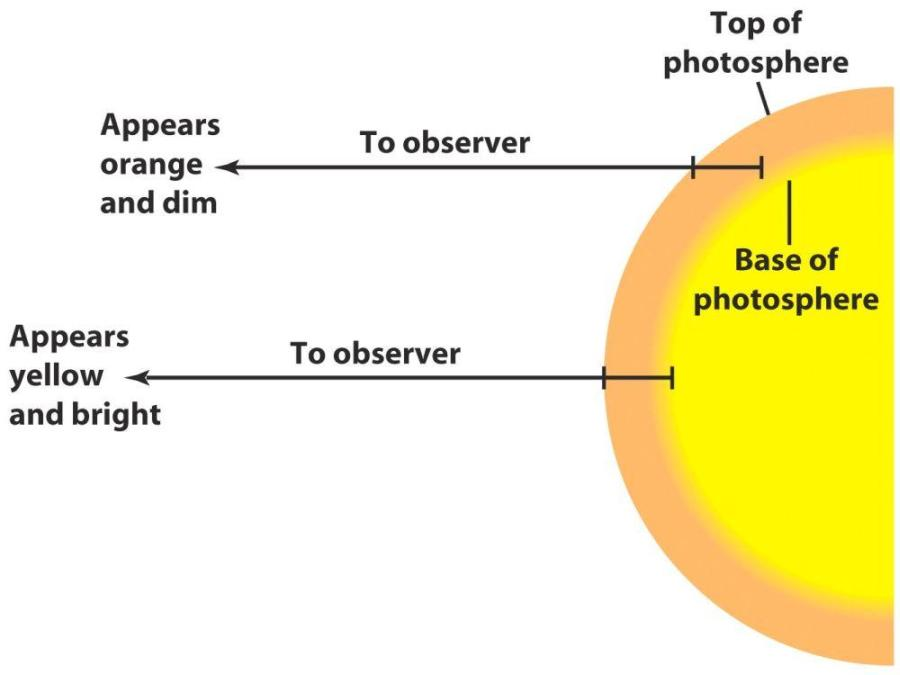 Top of
photosphere
Appears
orange
and dim
To observer
Base of
photosphere
Appears
yellow
and bright
To observer